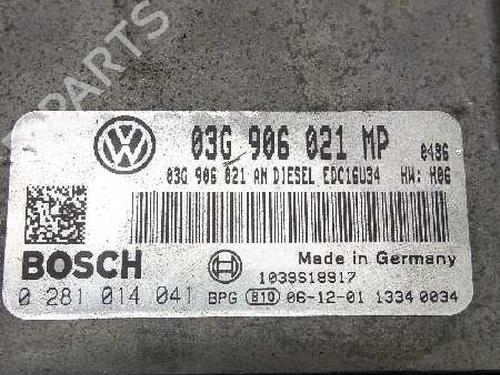 03G 906 021 MP 0486
03G 906 021 AN DIESEL EDC16U34 HW: H06
BOSCH
Made in Germany
1039S18917
0 281 014 041 BPG B10 06-12-01 1334 0034